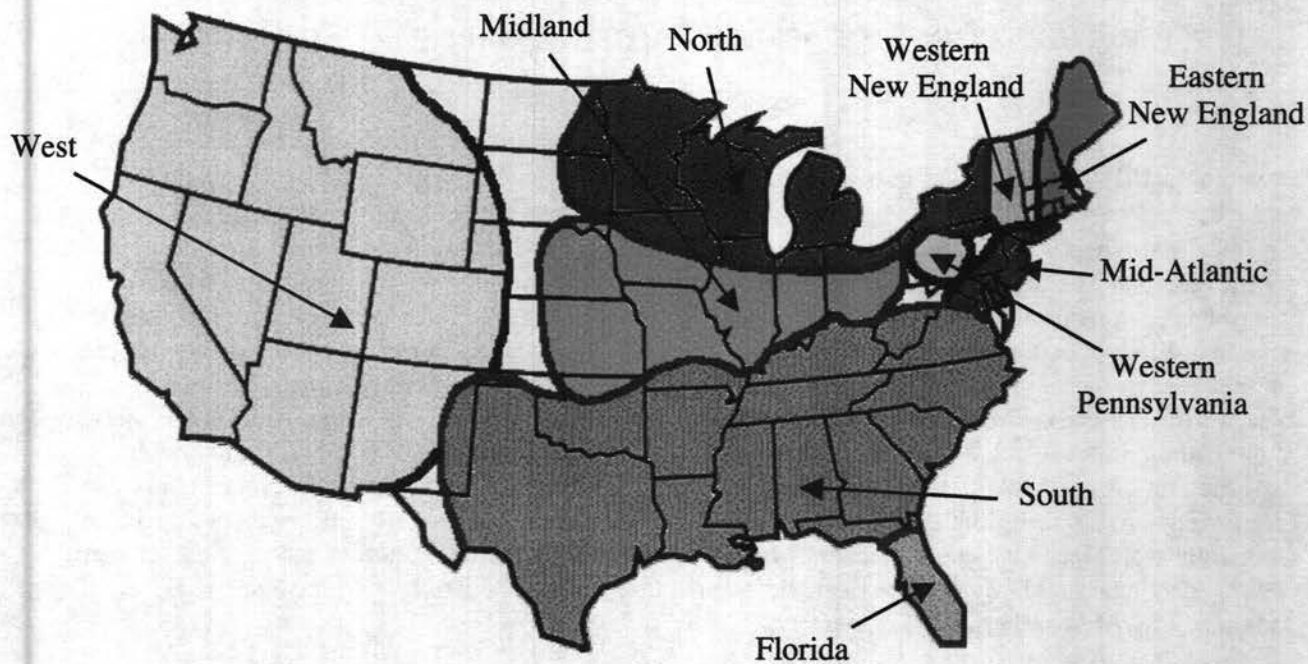 Midland
North
Western
New England
Eastern
New England
West
Mid-Atlantic
Western
Pennsylvania
South
Florida